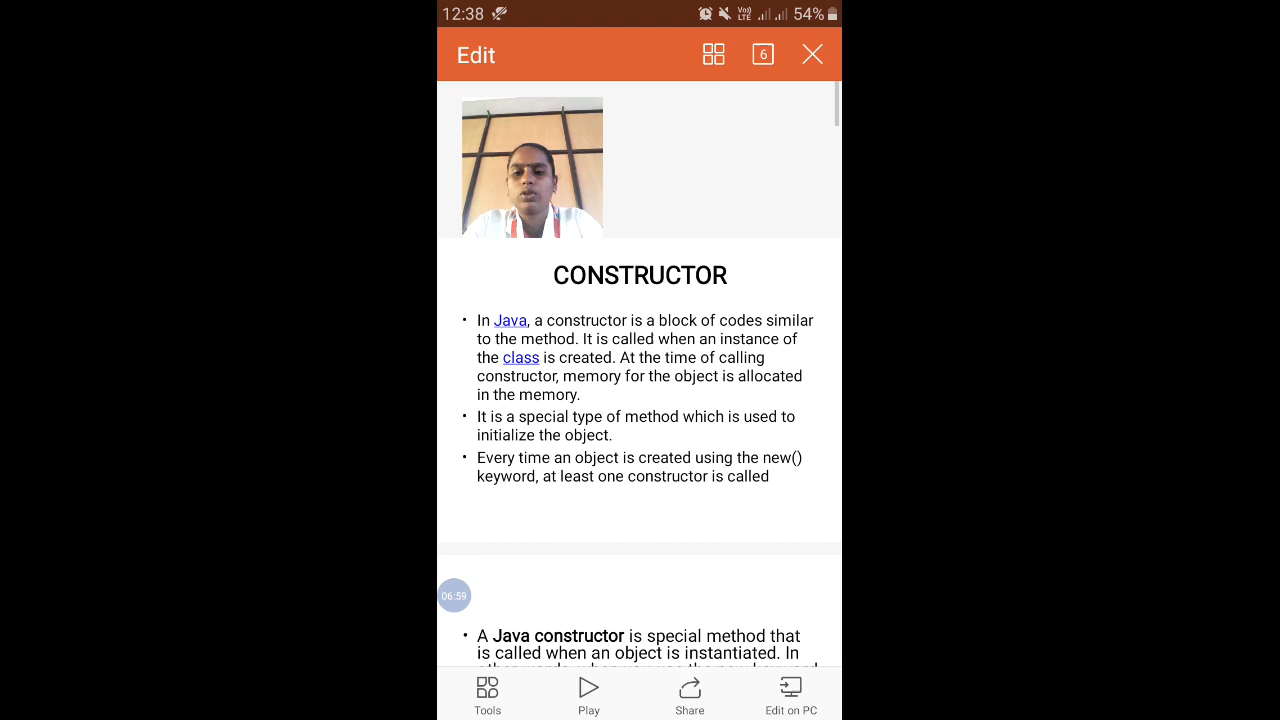 12:38
Vo))
LTE
54%
Edit
6
CONSTRUCTOR
• In Java, a constructor is a block of codes similar
to the method. It is called when an instance of
the class is created. At the time of calling
constructor, memory for the object is allocated
in the memory.
• It is a special type of method which is used to
initialize the object.
• Every time an object is created using the new()
keyword, at least one constructor is called
06:59
• A Java constructor is special method that
is called when an object is instantiated. In
Tools
Play
Share
Edit on PC